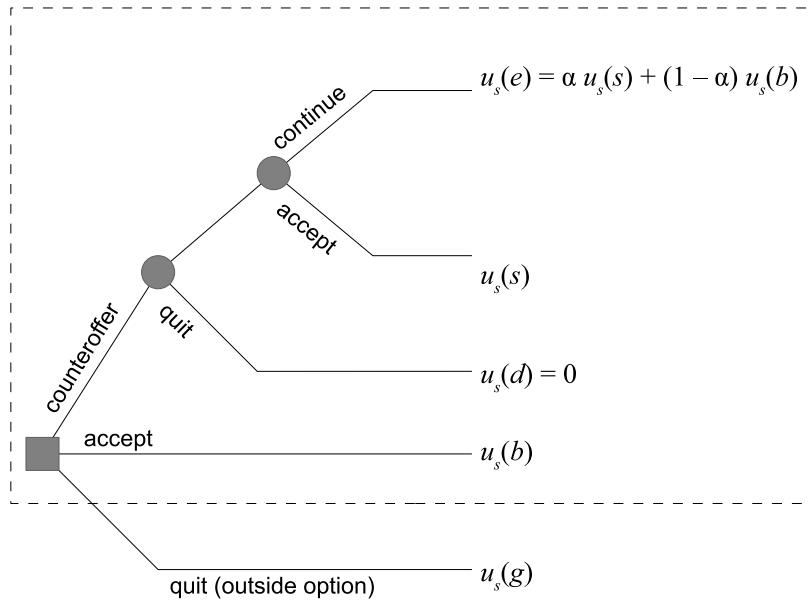 u_s(e) = α u_s(s) + (1 – α) u_s(b)
continue
accept
u_s(s)
quit
u_s(d) = 0
counteroffer
accept
u_s(b)
quit (outside option)
u_s(g)